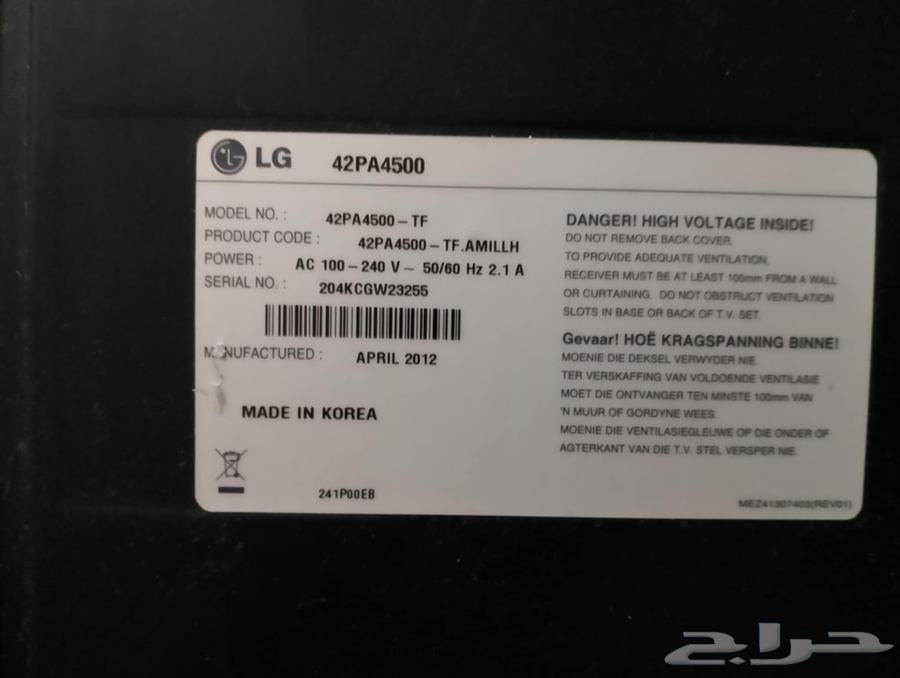 LG 42PA4500
MODEL NO. : 42PA4500-TF
PRODUCT CODE : 42PA4500-TF.AMILLH
POWER : AC 100-240 V ~ 50/60 Hz 2.1 A
SERIAL NO. : 204KCGW23255
MANUFACTURED : APRIL 2012
MADE IN KOREA
241P00EB
DANGER! HIGH VOLTAGE INSIDE!
DO NOT REMOVE BACK COVER.
TO PROVIDE ADEQUATE VENTILATION,
RECEIVER MUST BE AT LEAST 100mm FROM A WALL
OR CURTAINING. DO NOT OBSTRUCT VENTILATION
SLOTS IN BASE OR BACK OF T.V. SET.
Gevaar! HOË KRAGSPANNING BINNE!
MOENIE DIE DEKSEL VERWYDER NIE.
TER VERSKAFFING VAN VOLDOENDE VENTILASIE
MOET DIE ONTVANGER TEN MINSTE 100mm VAN
'N MUUR OF GORDYNE WEES.
MOENIE DIE VENTILASIEGLEUWE OP DIE ONDER OF
AGTERKANT VAN DIE T.V. STEL VERSPER NIE.
MEZ41307403(REV01)
حراج